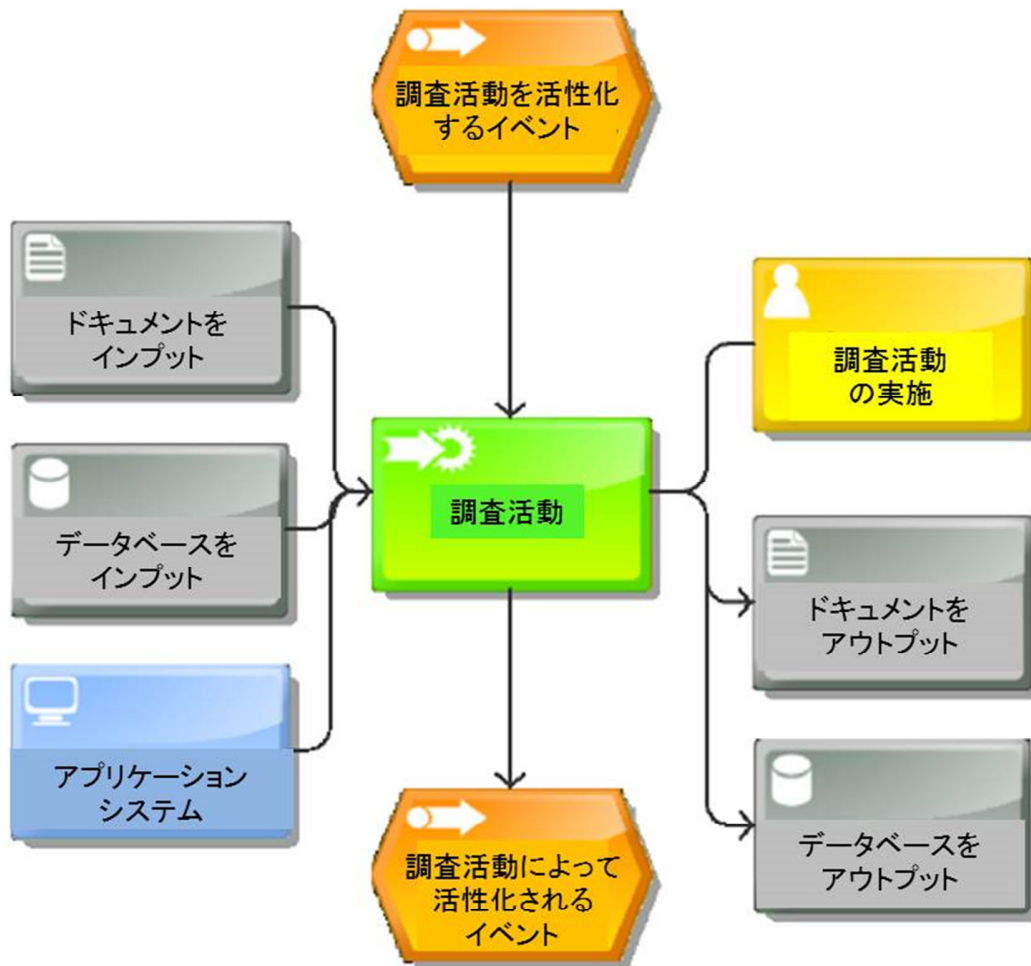 調査活動を活性化
するイベント
ドキュメントを
インプット
データベースを
インプット
アプリケーション
システム
調査活動
調査活動
の実施
ドキュメントを
アウトプット
データベースを
アウトプット
調査活動によって
活性化される
イベント